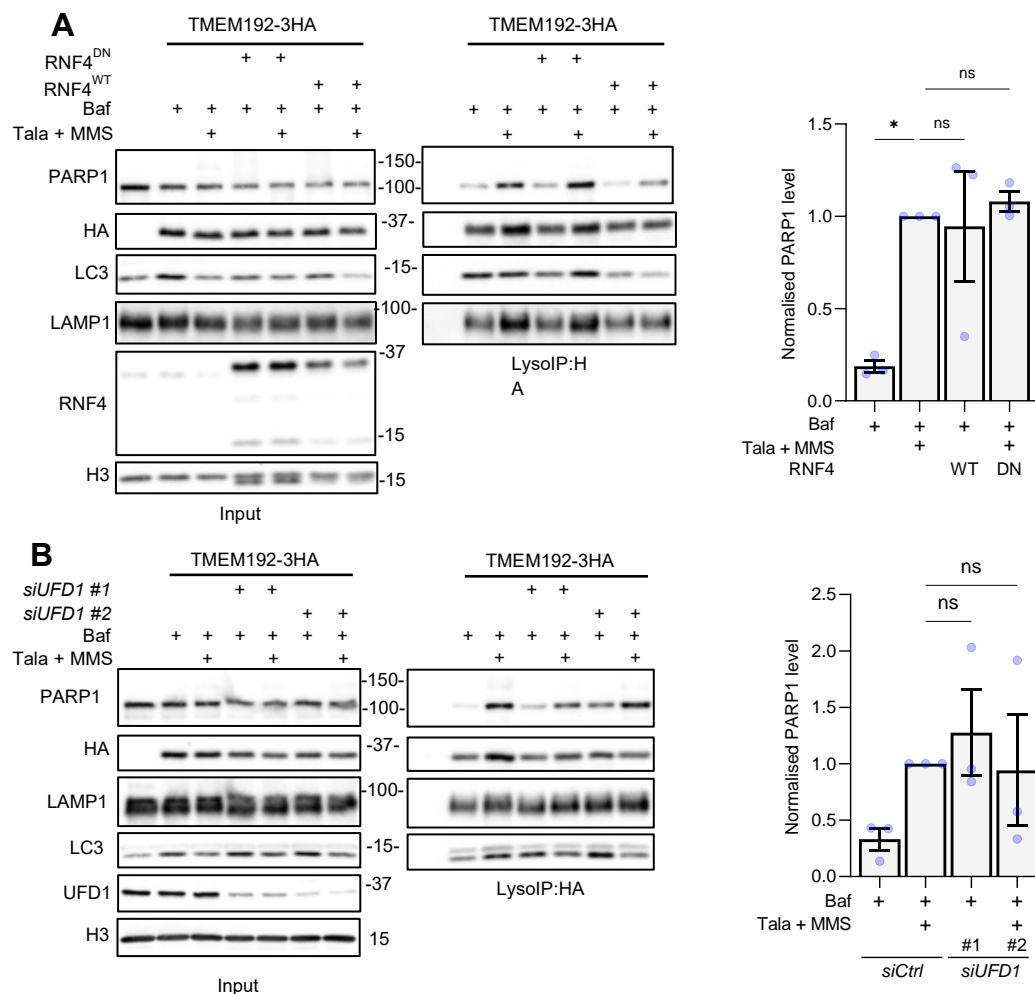 A
TMEM192-3HA
RNF4DN + +
RNF4WT + +
Baf + + + + + +
Tala + MMS + + +
PARP1
HA
LC3
LAMP1
RNF4
H3
-150-
-100-
-37-
-15-
-100-
-37
-15
-15
Input
TMEM192-3HA
+ +
+ +
+ + + + + +
+ + +
LysoIP:H
A
Normalised PARP1 level
1.5
1.0
0.5
0.0
ns
* ns
Baf + + + +
Tala + MMS + +
RNF4 WT DN
B
TMEM192-3HA
siUFD1 #1 + +
siUFD1 #2 + +
Baf + + + + + +
Tala + MMS + + +
PARP1
HA
LAMP1
LC3
UFD1
H3
-150-
-100-
-37-
-100-
-15-
-37
15
Input
TMEM192-3HA
+ +
+ +
+ + + + + +
+ + +
LysoIP:HA
Normalised PARP1 level
2.5
2.0
1.5
1.0
0.5
0.0
ns
ns
Baf + + + +
Tala + MMS + +
#1 #2
siCtrl siUFD1